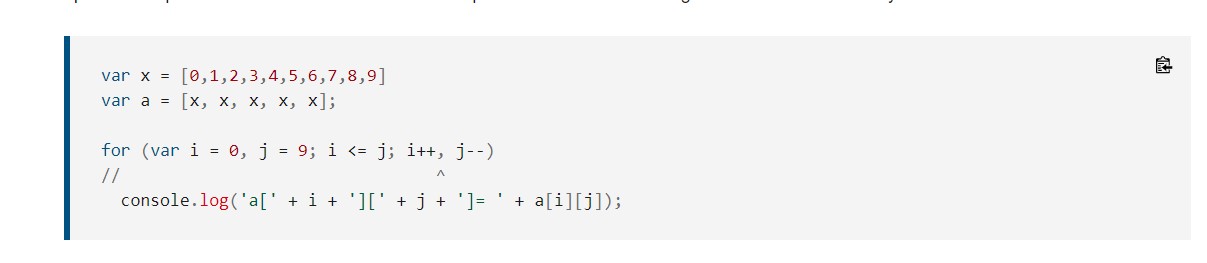 var x = [0,1,2,3,4,5,6,7,8,9]
var a = [x, x, x, x, x];
for (var i = 0, j = 9; i <= j; i++, j--)
//                                ^
  console.log('a[' + i + '][' + j + ']= ' + a[i][j]);